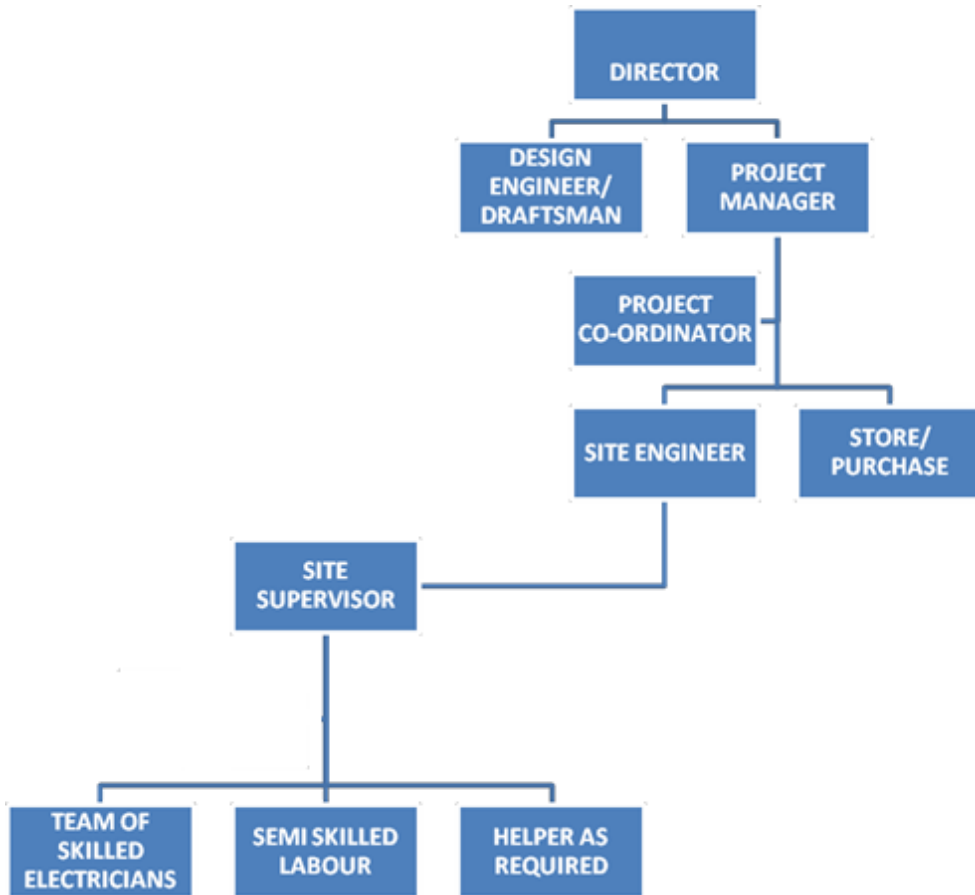 DIRECTOR
DESIGN
ENGINEER/
DRAFTSMAN
PROJECT
MANAGER
PROJECT
CO-ORDINATOR
SITE ENGINEER
STORE/
PURCHASE
SITE
SUPERVISOR
TEAM OF
SKILLED
ELECTRICIANS
SEMI SKILLED
LABOUR
HELPER AS
REQUIRED